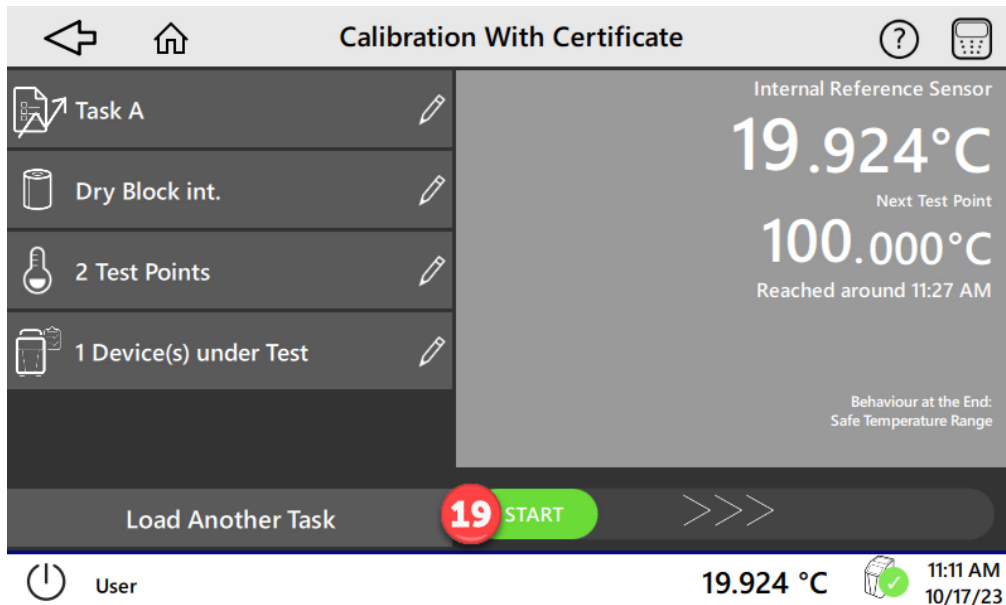 Calibration With Certificate
?
Task A
Dry Block int.
2 Test Points
1 Device(s) under Test
Internal Reference Sensor
19.924°C
Next Test Point
100.000°C
Reached around 11:27 AM
Behaviour at the End:
Safe Temperature Range
Load Another Task
19 START
User
19.924 °C
11:11 AM
10/17/23